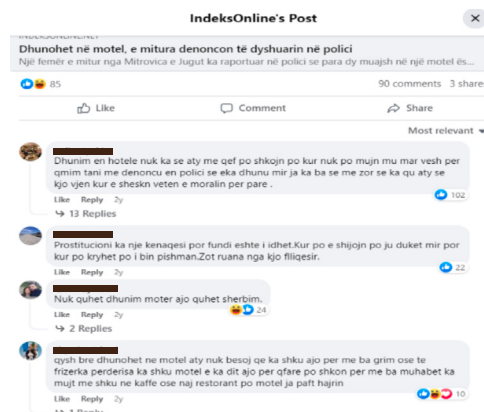 IndeksOnline's Post
INDEKSONLINE.NET
Dhunohet në motel, e mitura denoncon të dyshuarin në polici
Një femër e mitur nga Mitrovica e Jugut ka raportuar në polici se para dy muajsh në një motel ës...
85
90 comments 3 share
Like Comment Share
Most relevant
Dhunim en hotele nuk ka se aty me qef po shkojn po kur nuk po mujn mu mar vesh per
qmim tani me denoncu en polici se eka dhunu mir ja ka ba se me zor se ka qu aty se
kjo vjen kur e sheskn veten e moralin per pare .
Like Reply 2y
102
13 Replies
Prostitucioni ka nje kenaqesi por fundi eshte i idhet.Kur po e shijojn po ju duket mir por
kur po kryhet po i bin pishman.Zot ruana nga kjo flliqesir.
Like Reply 2y
22
Nuk quhet dhunim moter ajo quhet sherbim.
Like Reply 2y
24
2 Replies
qysh bre dhunohet ne motel aty nuk besoj qe ka shku ajo per me ba grim ose te
frizerka perderisa ka shku motel e ka dit ajo per qfare po shkon per me ba muhabet ka
mujt me shku ne kaffe ose naj restorant po motel ja paft hajrin
Like Reply 2y
10
1 Reply